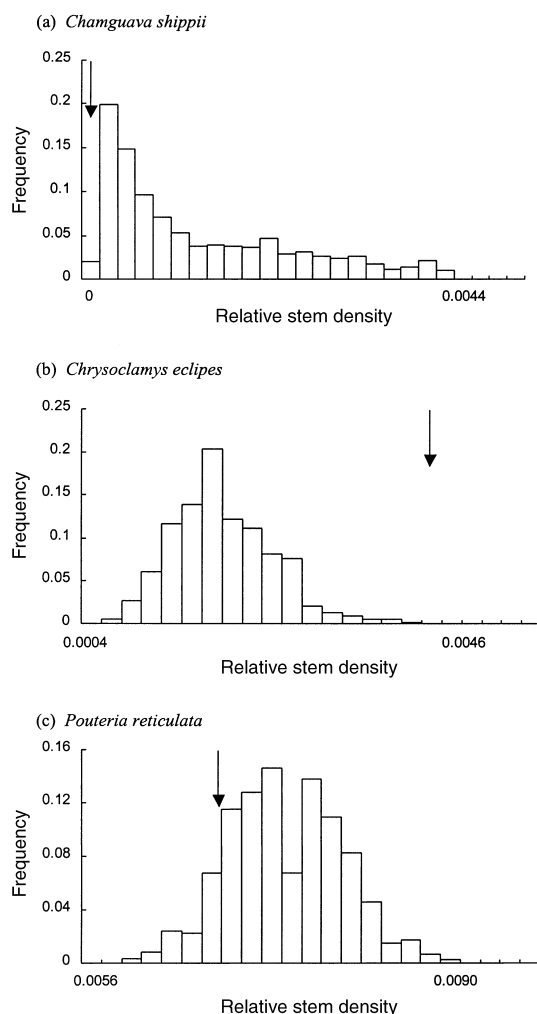 (a) Chamguava shippii
0.25
0.2
0.15
0.1
0.05
0
Frequency
0 0.0044
Relative stem density
(b) Chrysoclamys eclipes
0.25
0.2
0.15
0.1
0.05
0
Frequency
0.0004 0.0046
Relative stem density
(c) Pouteria reticulata
0.16
0.12
0.08
0.04
0
Frequency
0.0056 0.0090
Relative stem density